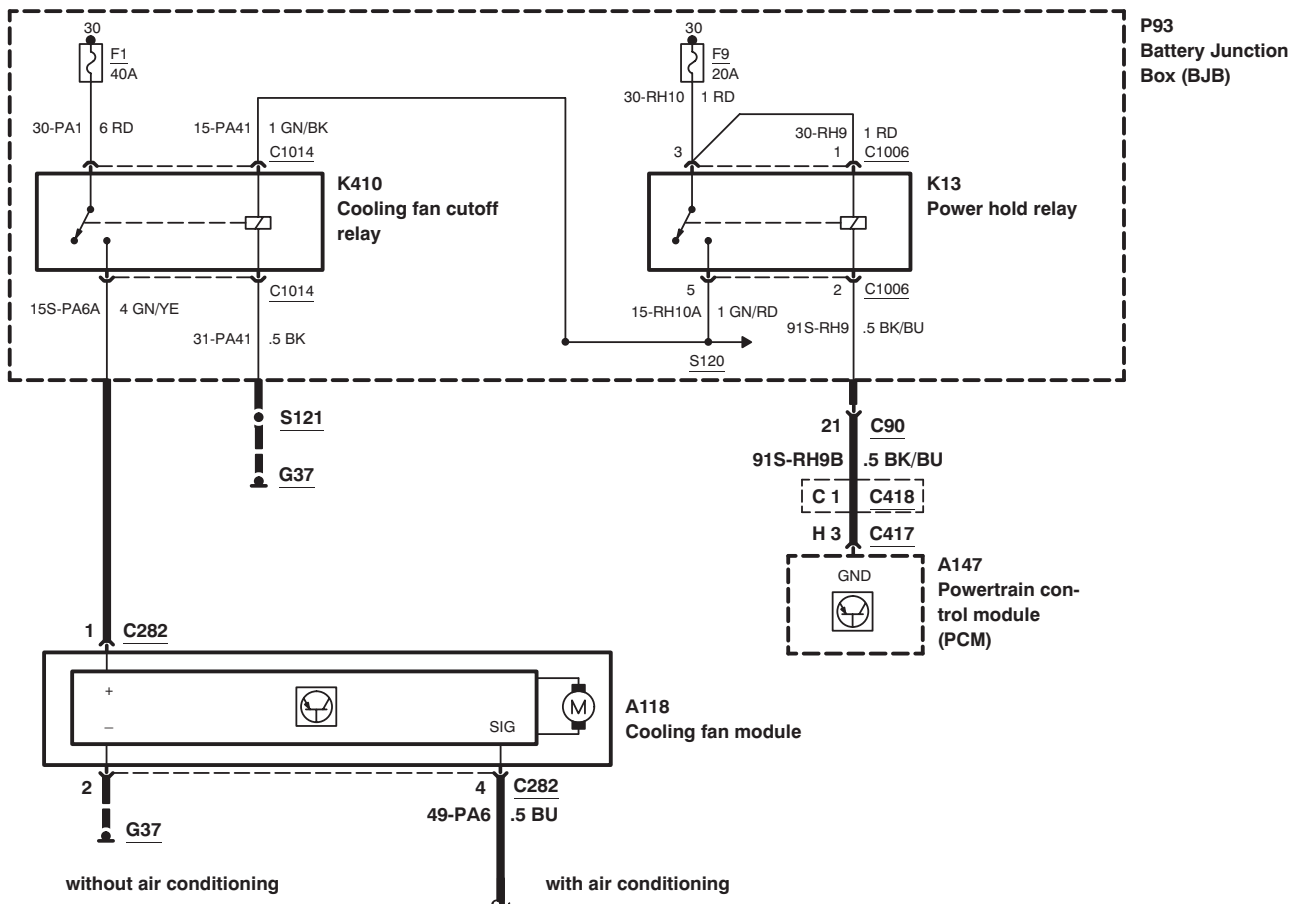 30
F1
40A
30
F9
20A
P93
Battery Junction
Box (BJB)
30-RH10 1 RD
30-PA1 6 RD
15-PA41 1 GN/BK
C1014
30-RH9 1 RD
3
1 C1006
K410
Cooling fan cutoff
relay
K13
Power hold relay
C1014
5
2 C1006
15S-PA6A 4 GN/YE
31-PA41 .5 BK
15-RH10A 1 GN/RD
91S-RH9 .5 BK/BU
S120
S121
G37
21 C90
91S-RH9B .5 BK/BU
C 1 C418
H 3 C417
GND
A147
Powertrain con-
trol module
(PCM)
1 C282
+
–
SIG
M
A118
Cooling fan module
2
4 C282
49-PA6 .5 BU
G37
without air conditioning
with air conditioning